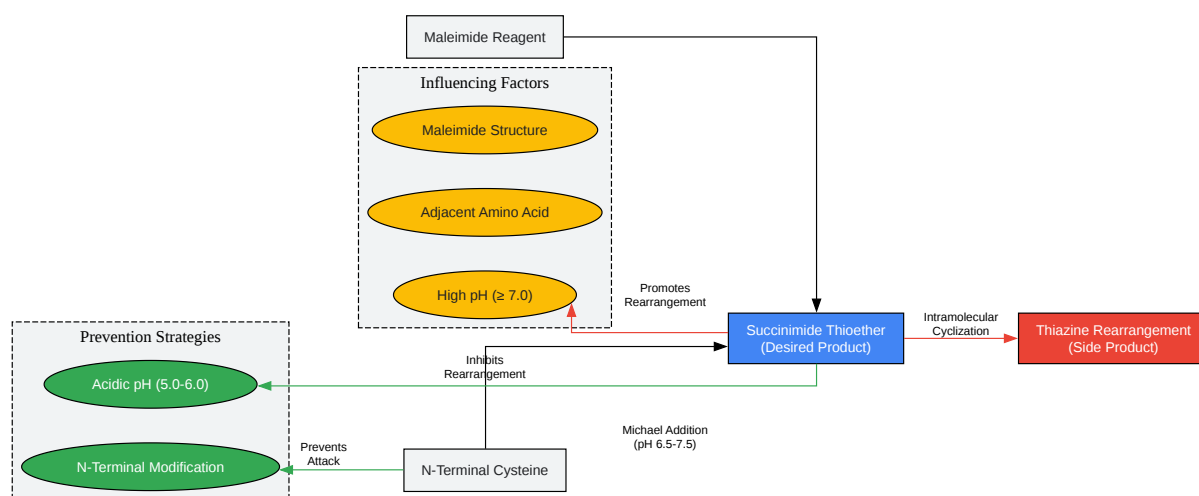 Maleimide Reagent
Influencing Factors
Maleimide Structure
Adjacent Amino Acid
High pH (≥ 7.0)
Promotes
Rearrangement
Succinimide Thioether
(Desired Product)
Intramolecular
Cyclization
Thiazine Rearrangement
(Side Product)
Prevention Strategies
Acidic pH (5.0-6.0)
Inhibits
Rearrangement
N-Terminal Modification
Prevents
Attack
N-Terminal Cysteine
Michael Addition
(pH 6.5-7.5)